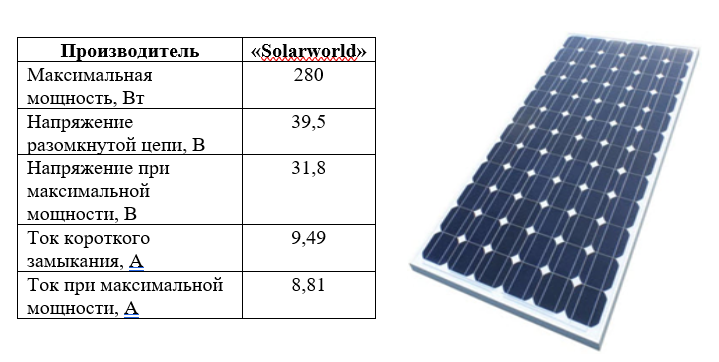 Производитель «Solarworld»
Максимальная 280
мощность, Вт
Напряжение 39,5
разомкнутой цепи, В
Напряжение при 31,8
максимальной
мощности, В
Ток короткого 9,49
замыкания, А
Ток при максимальной 8,81
мощности, А